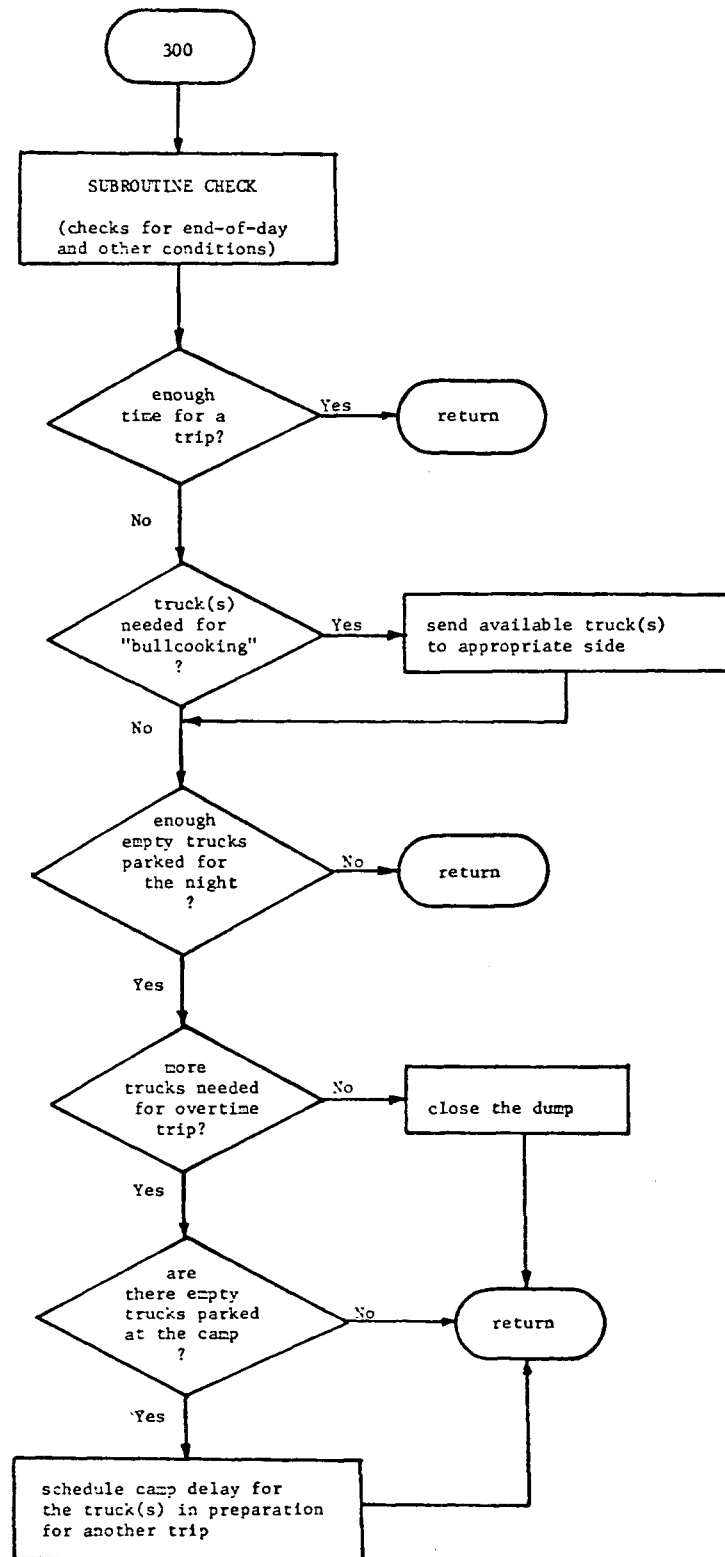 300
SUBROUTINE CHECK
(checks for end-of-day
and other conditions)
enough
time for a
trip?
Yes
return
No
truck(s)
needed for
"bullcooking"
?
Yes
send available truck(s)
to appropriate side
No
enough
empty trucks
parked for
the night
?
No
return
Yes
more
trucks needed
for overtime
trip?
No
close the dump
Yes
are
there empty
trucks parked
at the camp
?
No
return
Yes
schedule camp delay for
the truck(s) in preparation
for another trip